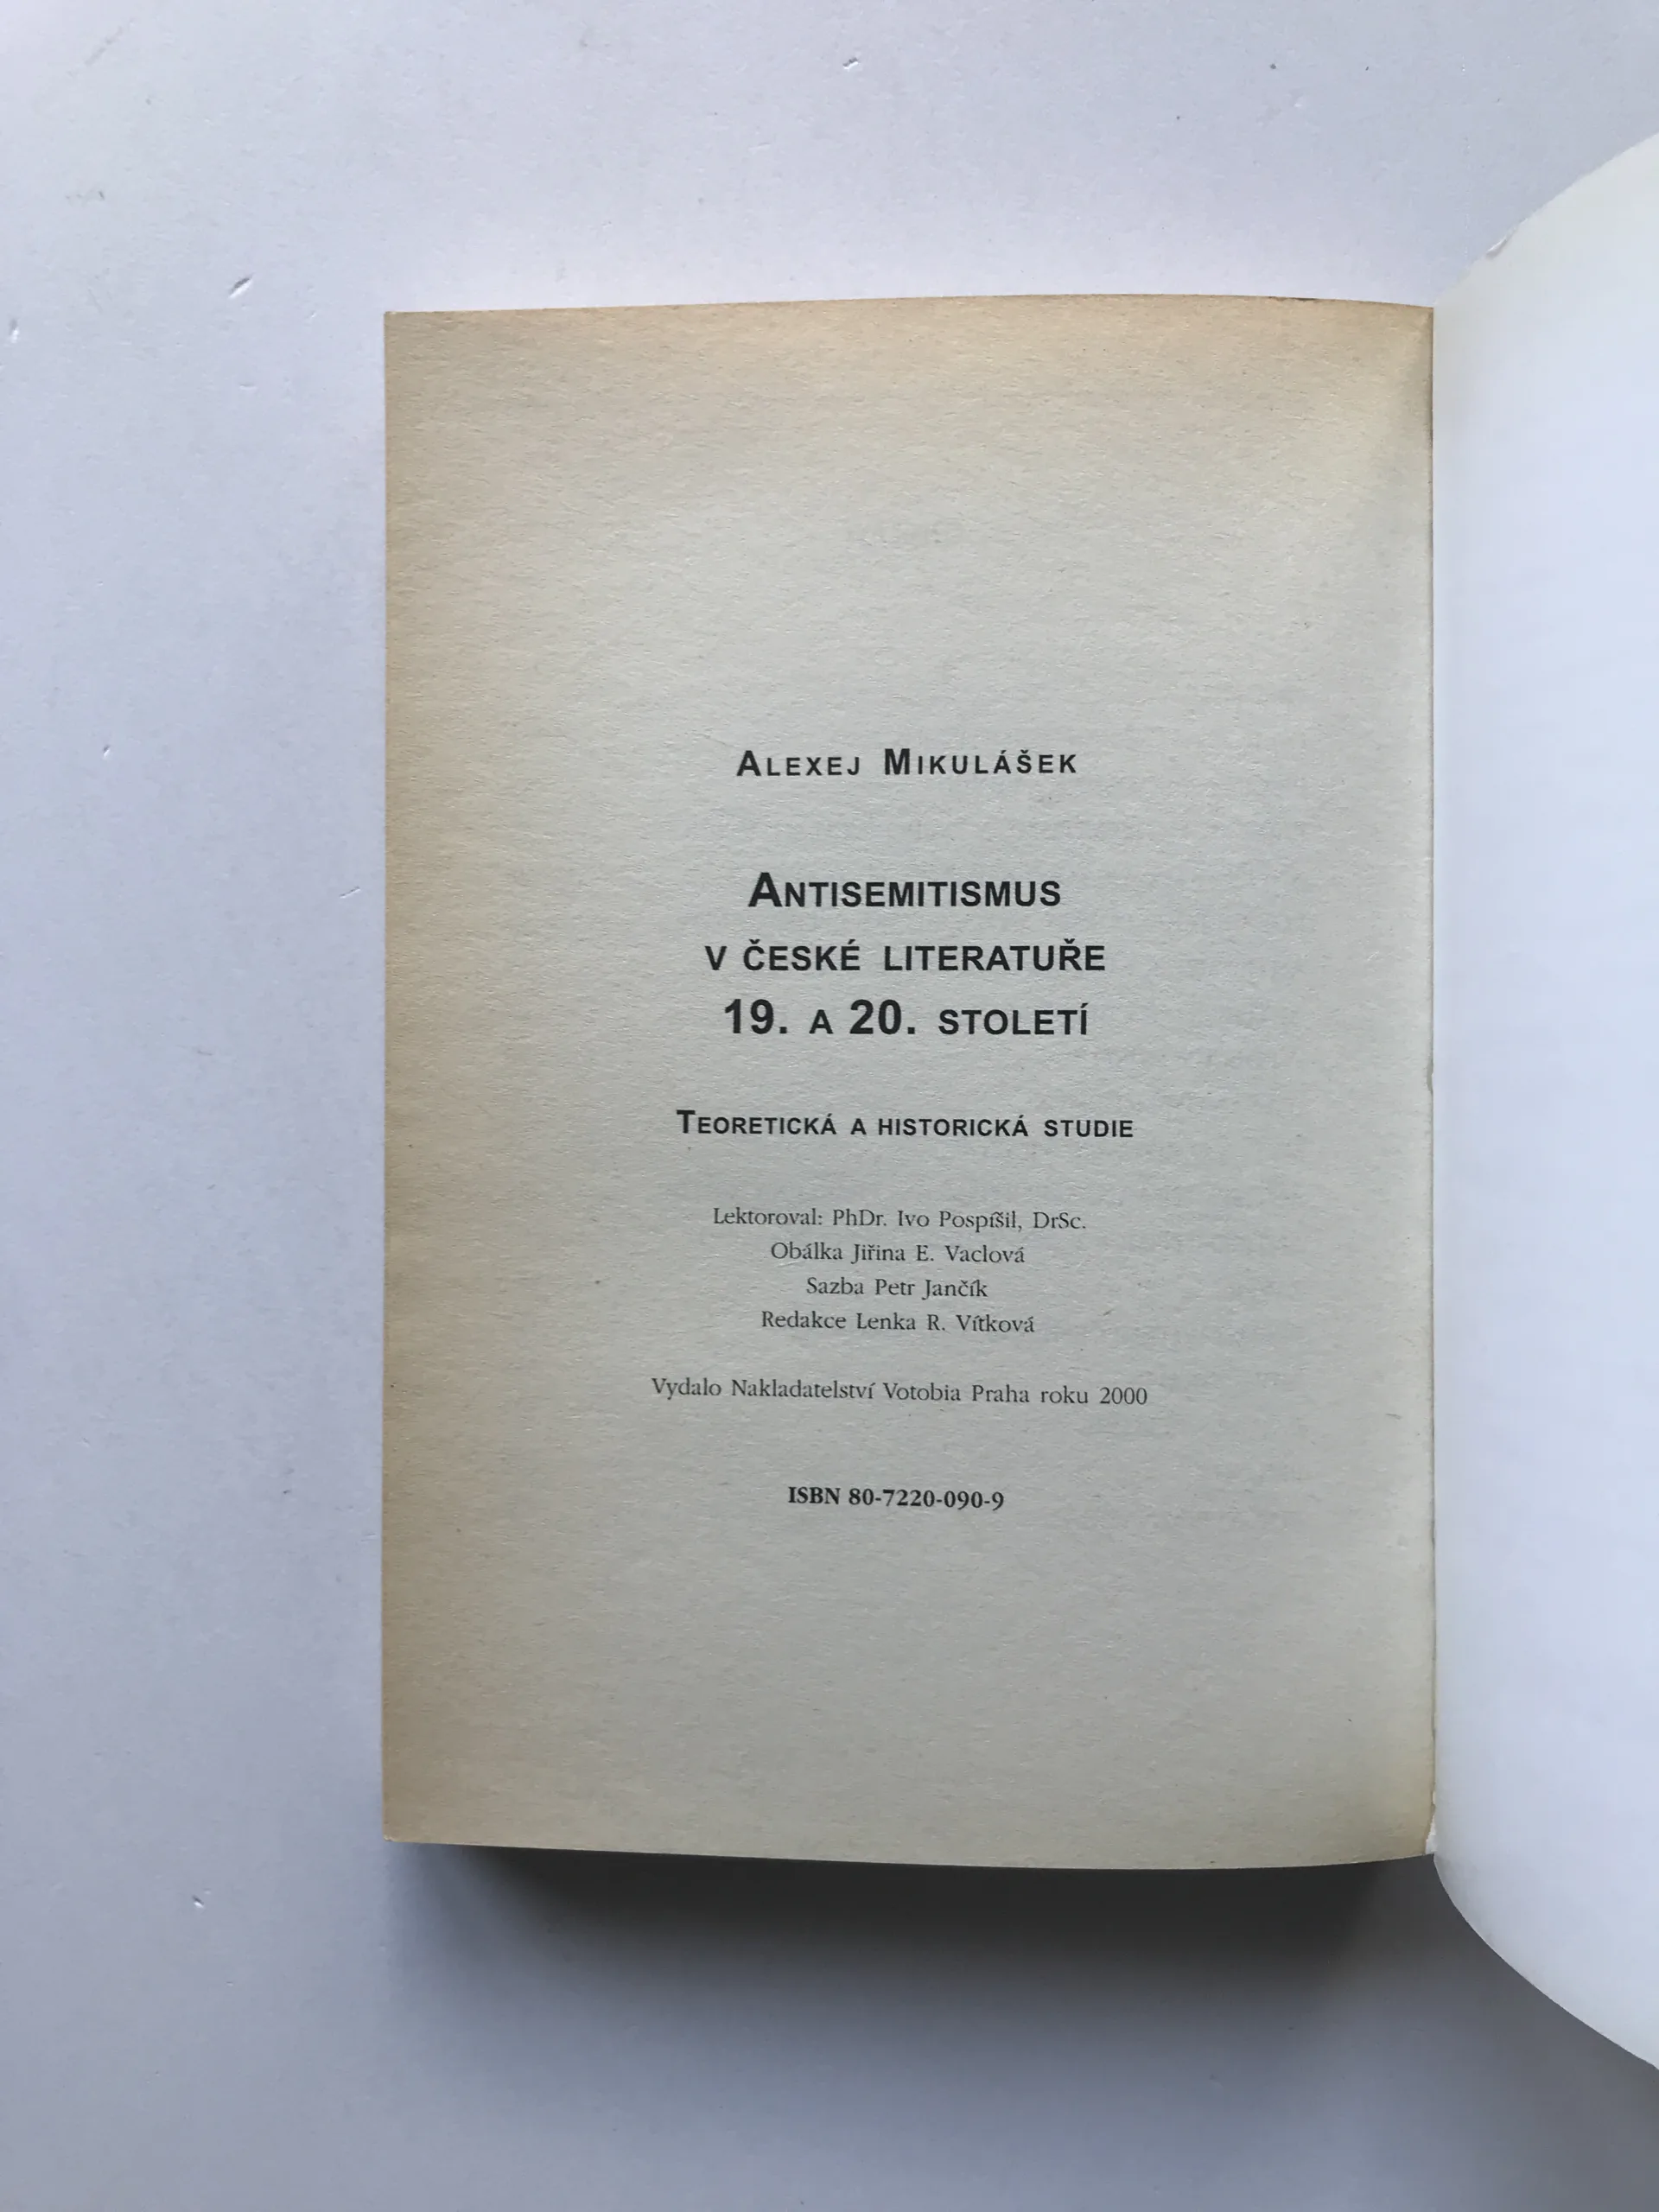 ALEXEJ MIKULÁŠEK
ANTISEMITISMUS
V ČESKÉ LITERATUŘE
19. A 20. STOLETÍ
TEORETICKÁ A HISTORICKÁ STUDIE
Lektoroval: PhDr. Ivo Pospíšil, DrSc.
Obálka Jiřina E. Vaclová
Sazba Petr Jančík
Redakce Lenka R. Vítková
Vydalo Nakladatelství Votobia Praha roku 2000
ISBN 80-7220-090-9